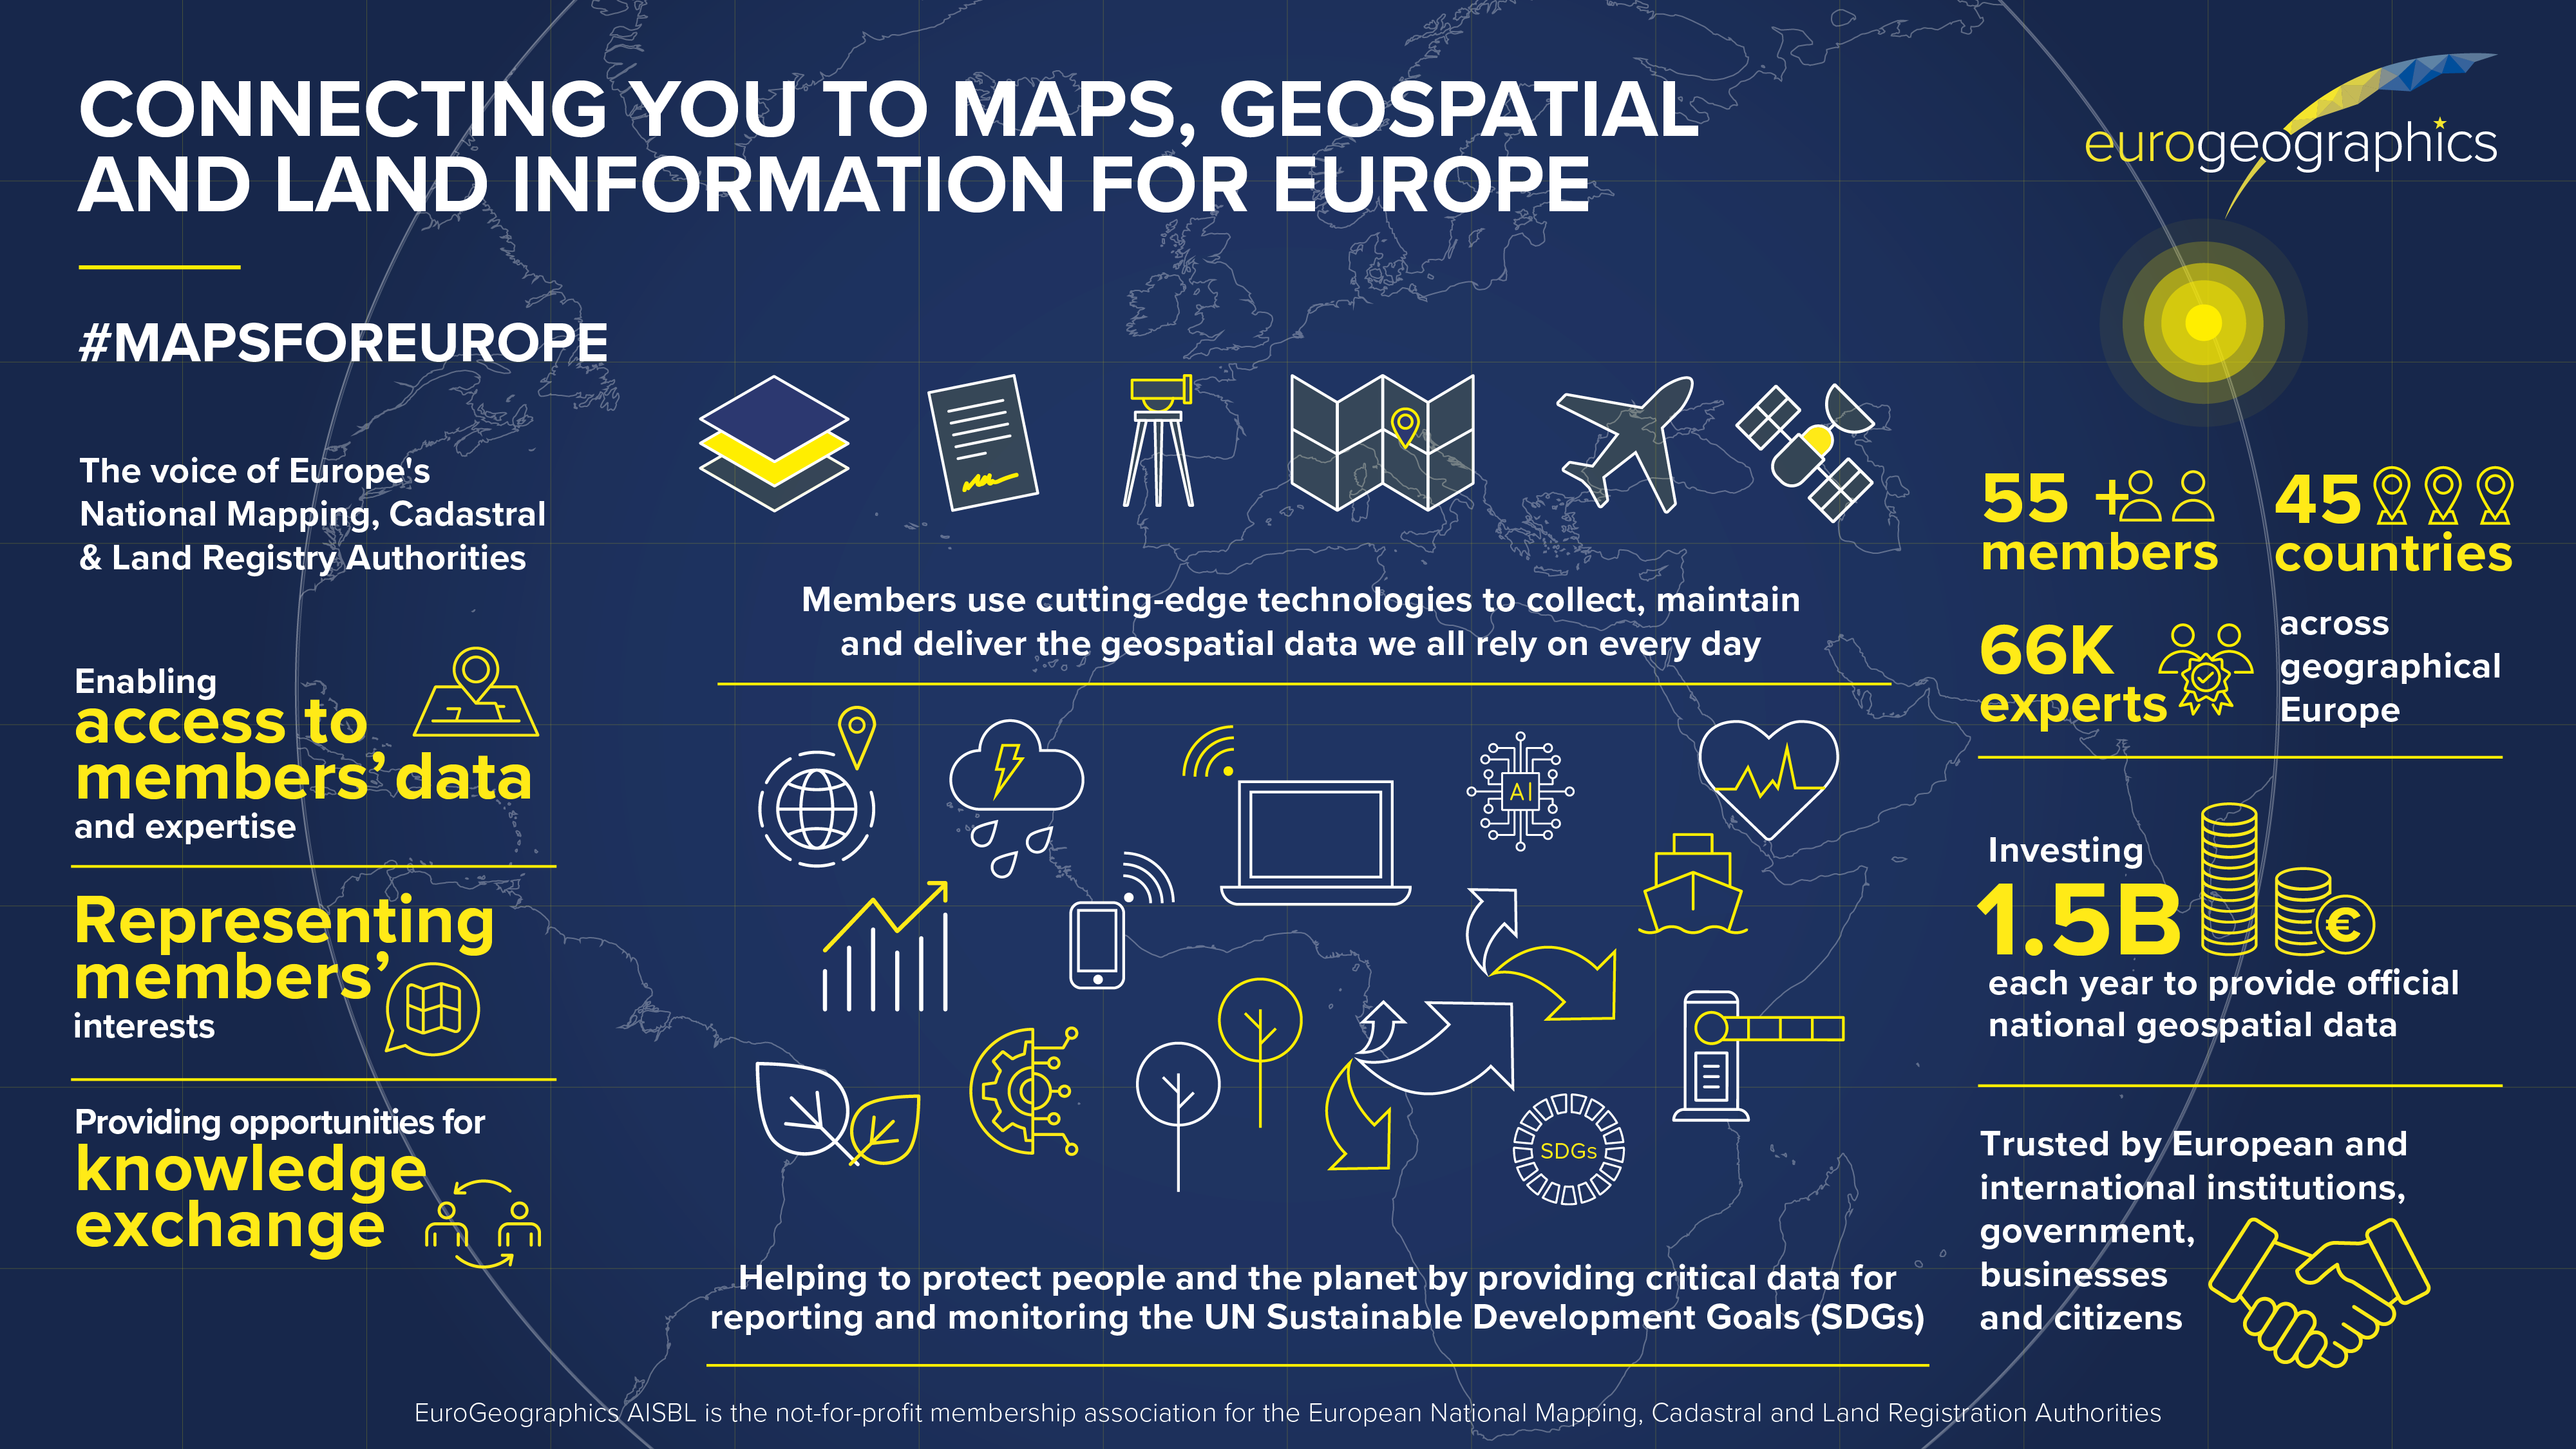 CONNECTING YOU TO MAPS, GEOSPATIAL
AND LAND INFORMATION FOR EUROPE
eurogeographics
#MAPSFOREUROPE
The voice of Europe's
National Mapping, Cadastral
& Land Registry Authorities
Enabling
access to
members’ data
and expertise
Representing
members’
interests
Providing opportunities for
knowledge
exchange
Members use cutting-edge technologies to collect, maintain
and deliver the geospatial data we all rely on every day
AI
SDGs
Helping to protect people and the planet by providing critical data for
reporting and monitoring the UN Sustainable Development Goals (SDGs)
55 +
members
45
countries
66K
experts
across
geographical
Europe
Investing
1.5B
€
each year to provide official
national geospatial data
Trusted by European and
international institutions,
government,
businesses
and citizens
EuroGeographics AISBL is the not-for-profit membership association for the European National Mapping, Cadastral and Land Registration Authorities